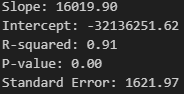 Slope: 16019.90
Intercept: -32136251.62
R-squared: 0.91
P-value: 0.00
Standard Error: 1621.97